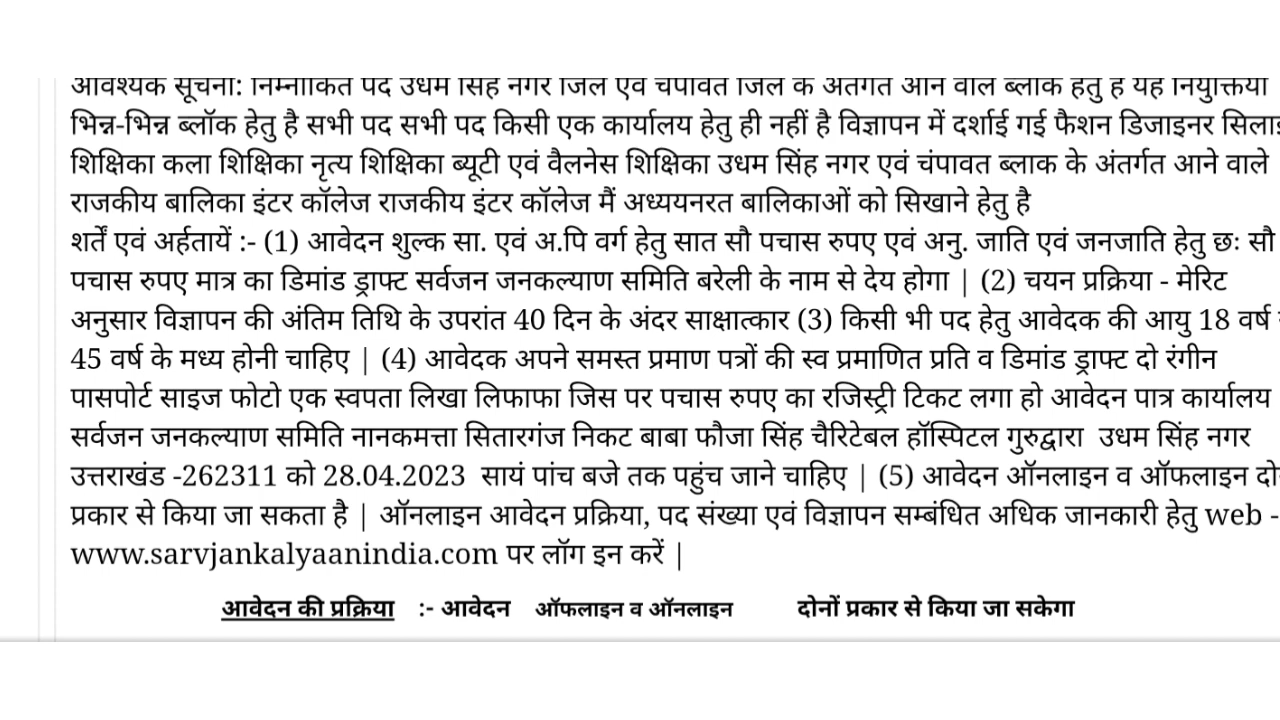 आवश्यक सूचना: निम्नांकित पद उधम सिंह नगर जिले एवं चंपावत जिले के अंतर्गत आने वाले ब्लॉक हेतु है यह नियुक्तियां
भिन्न-भिन्न ब्लॉक हेतु है सभी पद सभी पद किसी एक कार्यालय हेतु ही नहीं है विज्ञापन में दर्शाई गई फैशन डिजाइनर
शिक्षिका कला शिक्षिका नृत्य शिक्षिका ब्यूटी एवं वैलनेस शिक्षिका उधम सिंह नगर एवं चंपावत ब्लाक के अंतर्गत आने वाले
राजकीय बालिका इंटर कॉलेज राजकीय इंटर कॉलेज मैं अध्ययनरत बालिकाओं को सिखाने हेतु है
शर्तें एवं अर्हतायें :- (1) आवेदन शुल्क सा. एवं अ.पि वर्ग हेतु सात सौ पचास रुपए एवं अनु. जाति एवं जनजाति हेतु छः सौ
पचास रुपए मात्र का डिमांड ड्राफ्ट सर्वजन जनकल्याण समिति बरेली के नाम से देय होगा | (2) चयन प्रक्रिया - मेरिट
अनुसार विज्ञापन की अंतिम तिथि के उपरांत 40 दिन के अंदर साक्षात्कार (3) किसी भी पद हेतु आवेदक की आयु 18 वर्ष
45 वर्ष के मध्य होनी चाहिए | (4) आवेदक अपने समस्त प्रमाण पत्रों की स्व प्रमाणित प्रति व डिमांड ड्राफ्ट दो रंगीन
पासपोर्ट साइज फोटो एक स्वपता लिखा लिफाफा जिस पर पचास रुपए का रजिस्ट्री टिकट लगा हो आवेदन पात्र कार्यालय
सर्वजन जनकल्याण समिति नानकमत्ता सितारगंज निकट बाबा फौजा सिंह चैरिटेबल हॉस्पिटल गुरुद्वारा उधम सिंह नगर
उत्तराखंड -262311 को 28.04.2023 सायं पांच बजे तक पहुंच जाने चाहिए | (5) आवेदन ऑनलाइन व ऑफलाइन
प्रकार से किया जा सकता है | ऑनलाइन आवेदन प्रक्रिया, पद संख्या एवं विज्ञापन सम्बंधित अधिक जानकारी हेतु web -
www.sarvjankalyaanindia.com पर लॉग इन करें |
आवेदन की प्रक्रिया :- आवेदन ऑफलाइन व ऑनलाइन दोनों प्रकार से किया जा सकेगा